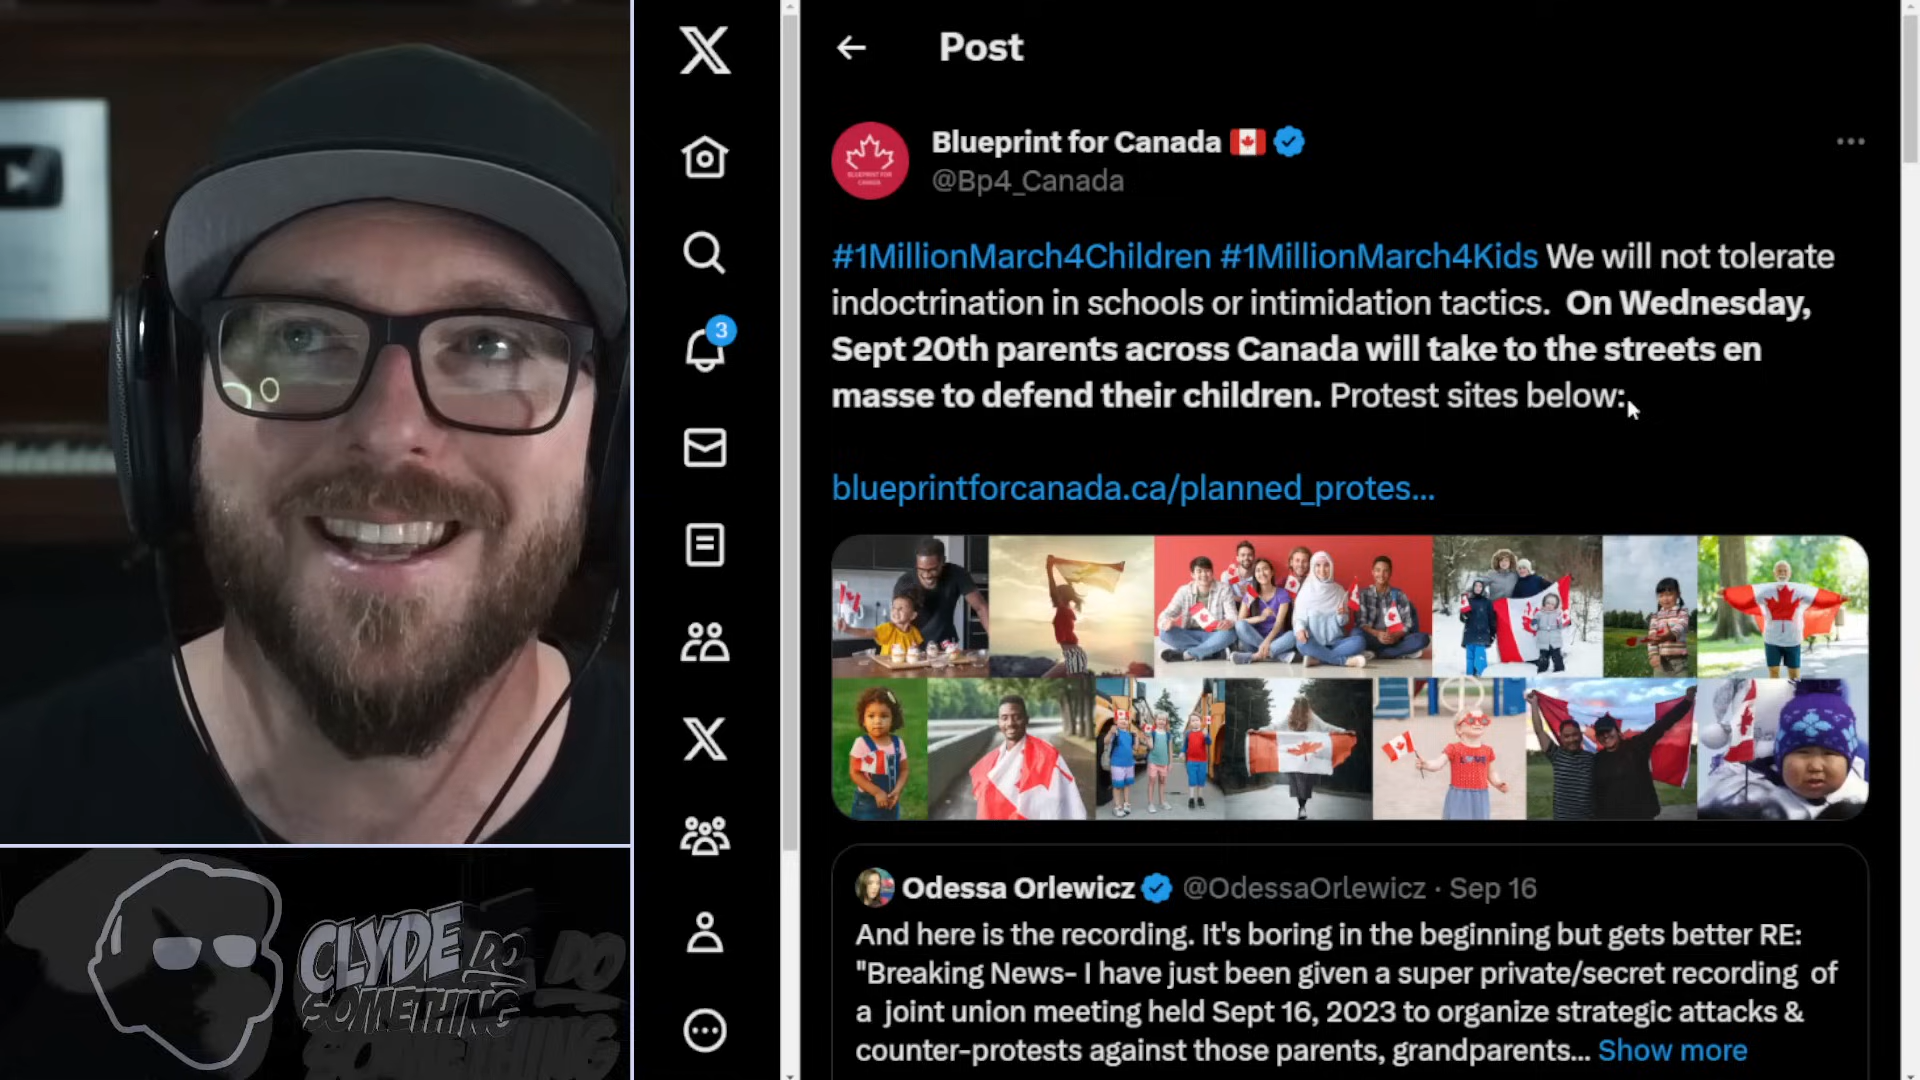 Post
Blueprint for Canada
@Bp4_Canada
#1MillionMarch4Children #1MillionMarch4Kids We will not tolerate
indoctrination in schools or intimidation tactics. On Wednesday,
Sept 20th parents across Canada will take to the streets en
masse to defend their children. Protest sites below:
blueprintforcanada.ca/planned_protes...
Odessa Orlewicz @OdessaOrlewicz · Sep 16
And here is the recording. It's boring in the beginning but gets better RE:
"Breaking News- I have just been given a super private/secret recording of
a joint union meeting held Sept 16, 2023 to organize strategic attacks &
counter-protests against those parents, grandparents... Show more
3
CLYDE DO
SOMETHING